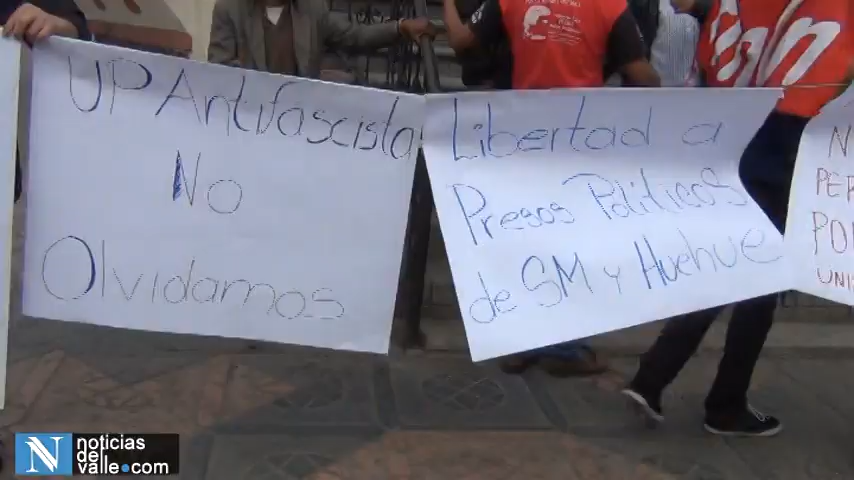 UP Antifascista
No
Olvidamos
Libertad a
Presos Politicos
de SM y Huehue
noticias
del
valle.com
N